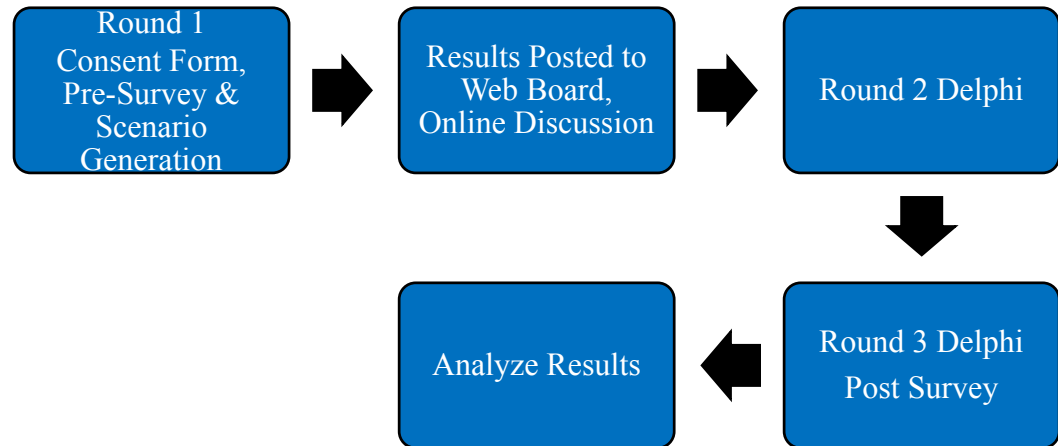 Round 1
Consent Form,
Pre-Survey &
Scenario
Generation
Results Posted to
Web Board,
Online Discussion
Round 2 Delphi
Round 3 Delphi
Post Survey
Analyze Results